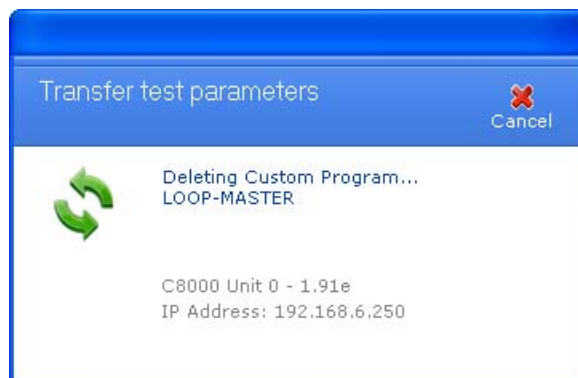 Transfer test parameters
Cancel
Deleting Custom Program...
LOOP-MASTER
C8000 Unit 0 - 1.91e
IP Address: 192.168.6.250